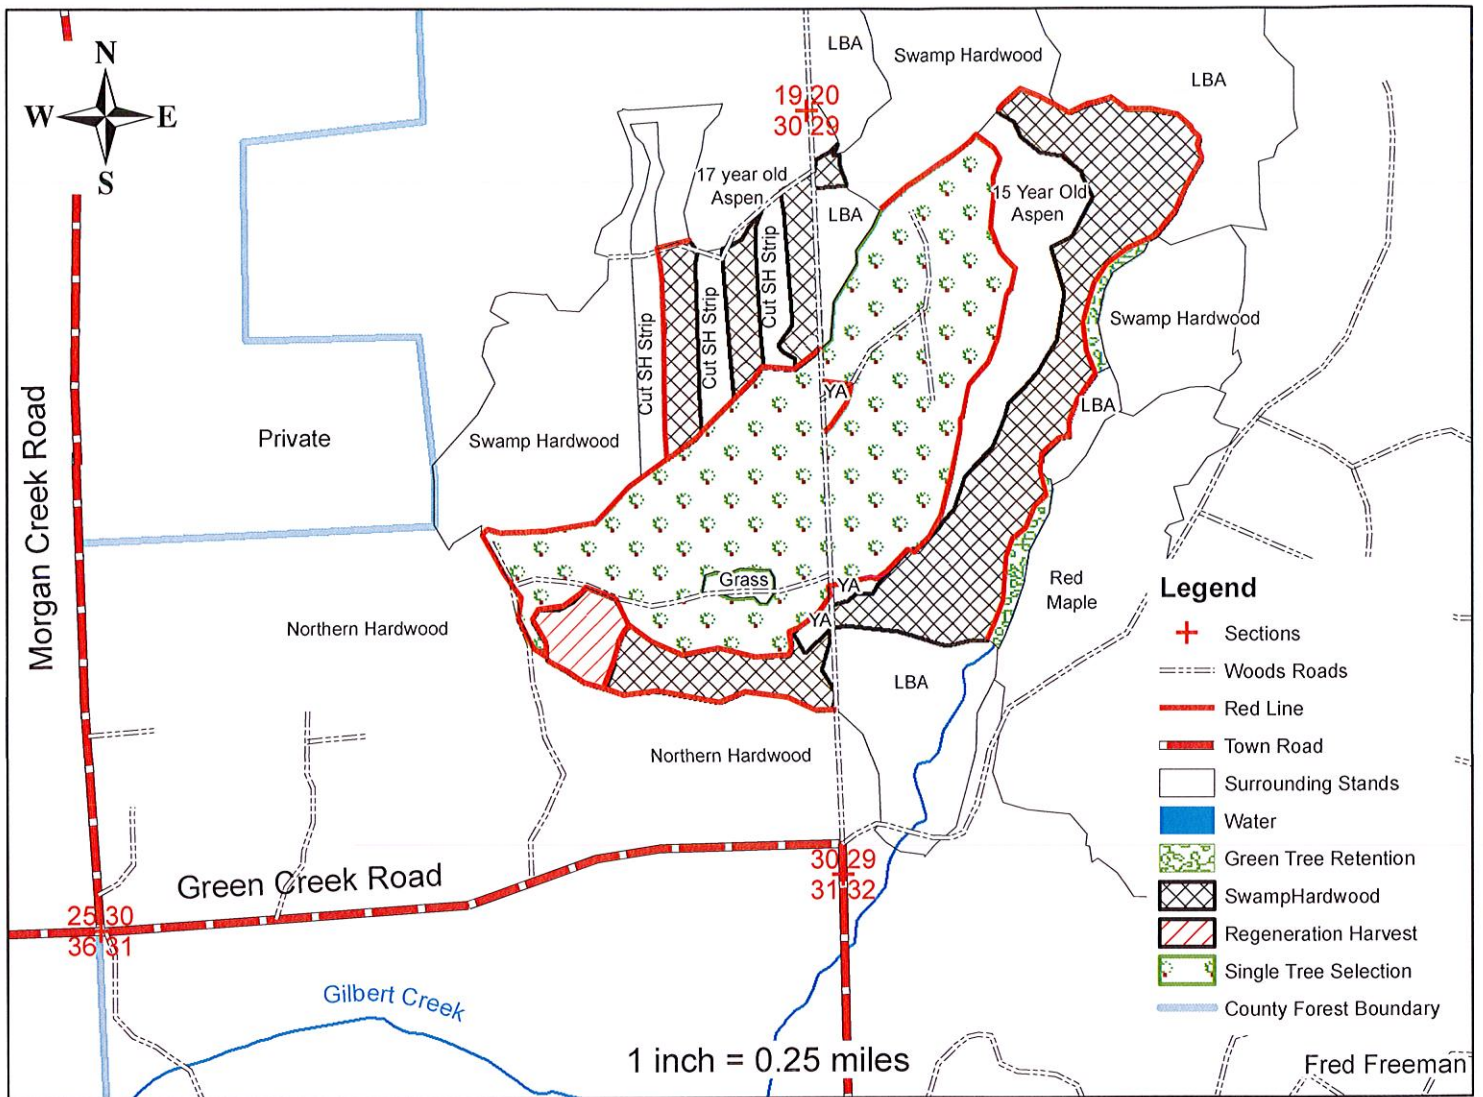 N
W E
S
LBA
Swamp Hardwood
LBA
19 20
30 29
17 year old
Aspen
LBA
15 Year Old
Aspen
Cut SH Strip
Cut SH Strip
Cut SH Strip
Swamp Hardwood
Morgan Creek Road
Private
Swamp Hardwood
YA
LBA
Grass
YA
YA
Red
Maple
Northern Hardwood
LBA
Northern Hardwood
Green Creek Road
25 30
36 31
30 29
31 32
Gilbert Creek
1 inch = 0.25 miles
Legend
Sections
Woods Roads
Red Line
Town Road
Surrounding Stands
Water
Green Tree Retention
SwampHardwood
Regeneration Harvest
Single Tree Selection
County Forest Boundary
Fred Freeman